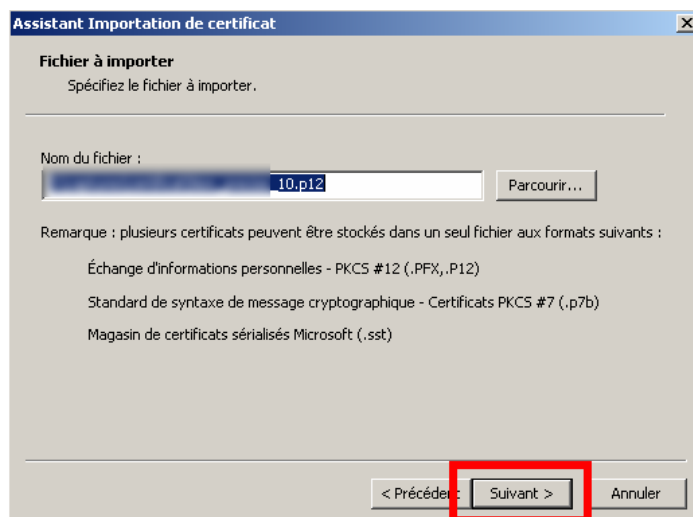 Assistant Importation de certificat
Fichier à importer
Spécifiez le fichier à importer.
Nom du fichier :
10.p12
Parcourir...
Remarque : plusieurs certificats peuvent être stockés dans un seul fichier aux formats suivants :
Échange d'informations personnelles - PKCS #12 (.PFX,.P12)
Standard de syntaxe de message cryptographique - Certificats PKCS #7 (.p7b)
Magasin de certificats sérialisés Microsoft (.sst)
< Précédent Suivant > Annuler